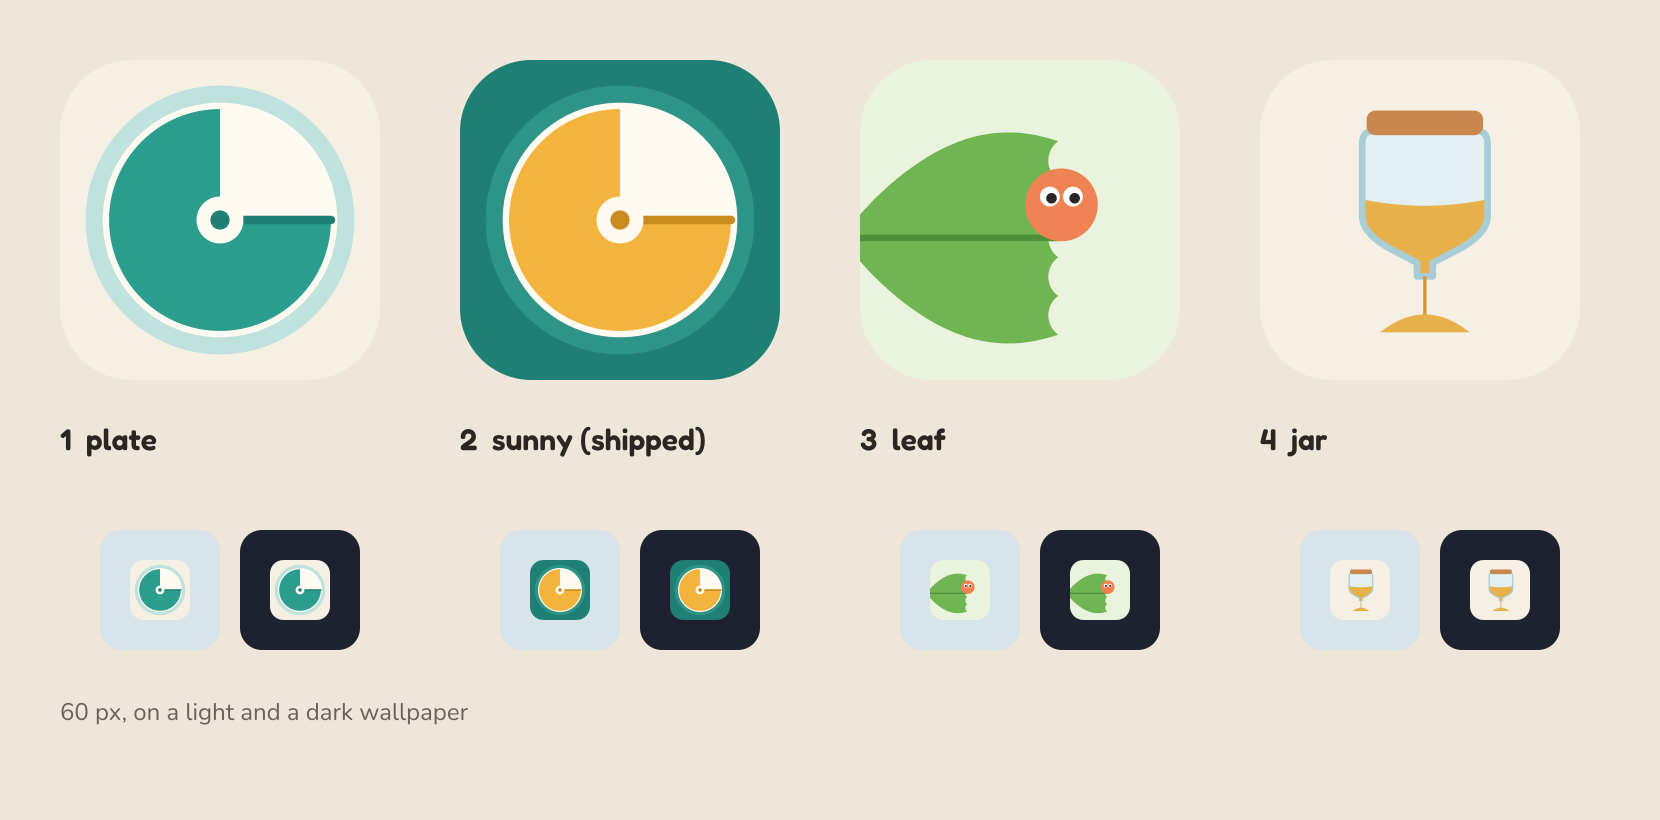 1 plate
2 sunny (shipped)
3 leaf
4 jar
60 px, on a light and a dark wallpaper